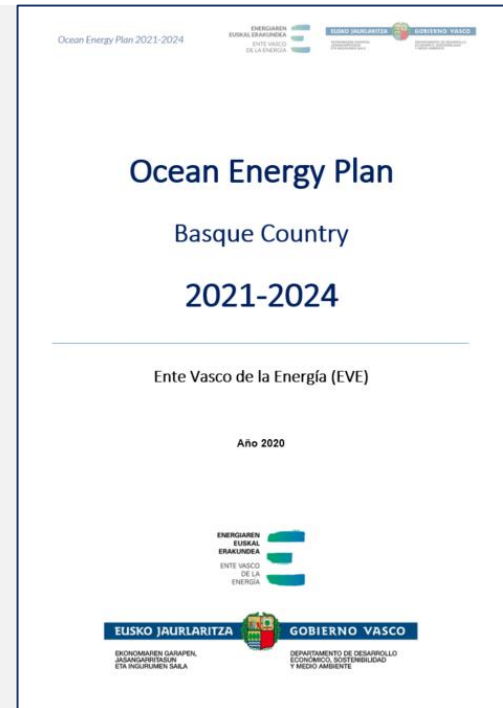 Ocean Energy Plan 2021-2024
ENERGIAREN
EUSKAL ERAKUNDEA
ENTE VASCO
DE LA ENERGÍA
EUSKO JAURLARITZA
GOBIERNO VASCO
Ocean Energy Plan
Basque Country
2021-2024
Ente Vasco de la Energía (EVE)
Año 2020
ENERGIAREN
EUSKAL
ERAKUNDEA
ENTE VASCO
DE LA
ENERGÍA
EUSKO JAURLARITZA
GOBIERNO VASCO
EKONOMIAREN GARAPEN,
JASANGARRITASUN
ETA INGURUMEN SAILA
DEPARTAMENTO DE DESARROLLO
ECONÓMICO, SOSTENIBILIDAD
Y MEDIO AMBIENTE